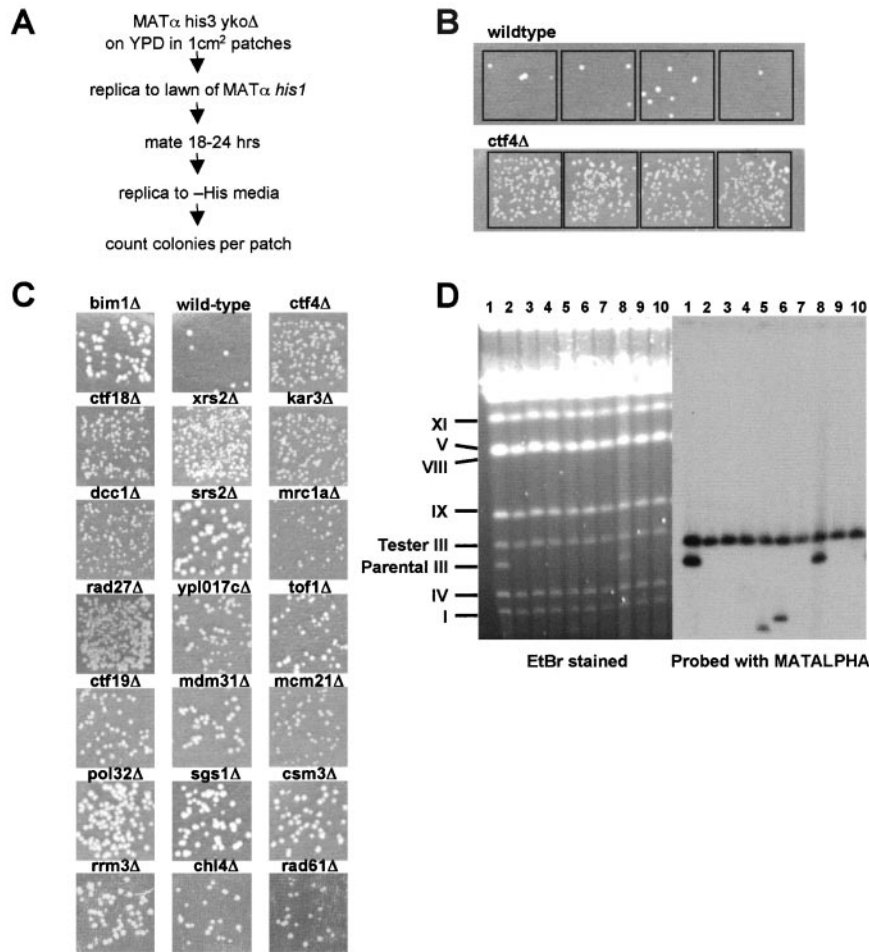 A
MATα his3 ykoΔ
on YPD in 1cm² patches
replica to lawn of MATα his1
mate 18-24 hrs
replica to –His media
count colonies per patch
B
wildtype
ctf4Δ
C
bim1Δ wild-type ctf4Δ
ctf18Δ xrs2Δ kar3Δ
dcc1Δ srs2Δ mrc1aΔ
rad27Δ ypl017cΔ tof1Δ
ctf19Δ mdm31Δ mcm21Δ
pol32Δ sgs1Δ csm3Δ
rrm3Δ chl4Δ rad61Δ
D
1 2 3 4 5 6 7 8 9 10 1 2 3 4 5 6 7 8 9 10
XI
V
VIII
IX
Tester III
Parental III
IV
I
EtBr stained Probed with MATALPHA